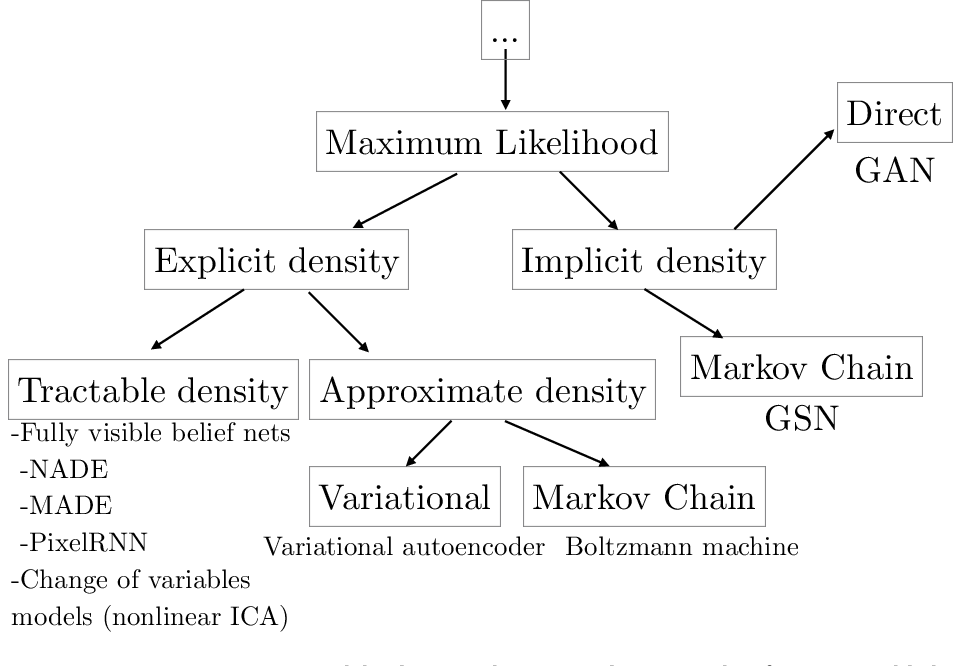 ...
Maximum Likelihood
Direct
GAN
Explicit density
Implicit density
Tractable density
-Fully visible belief nets
-NADE
-MADE
-PixelRNN
-Change of variables
models (nonlinear ICA)
Approximate density
Variational
Variational autoencoder
Markov Chain
Boltzmann machine
Markov Chain
GSN